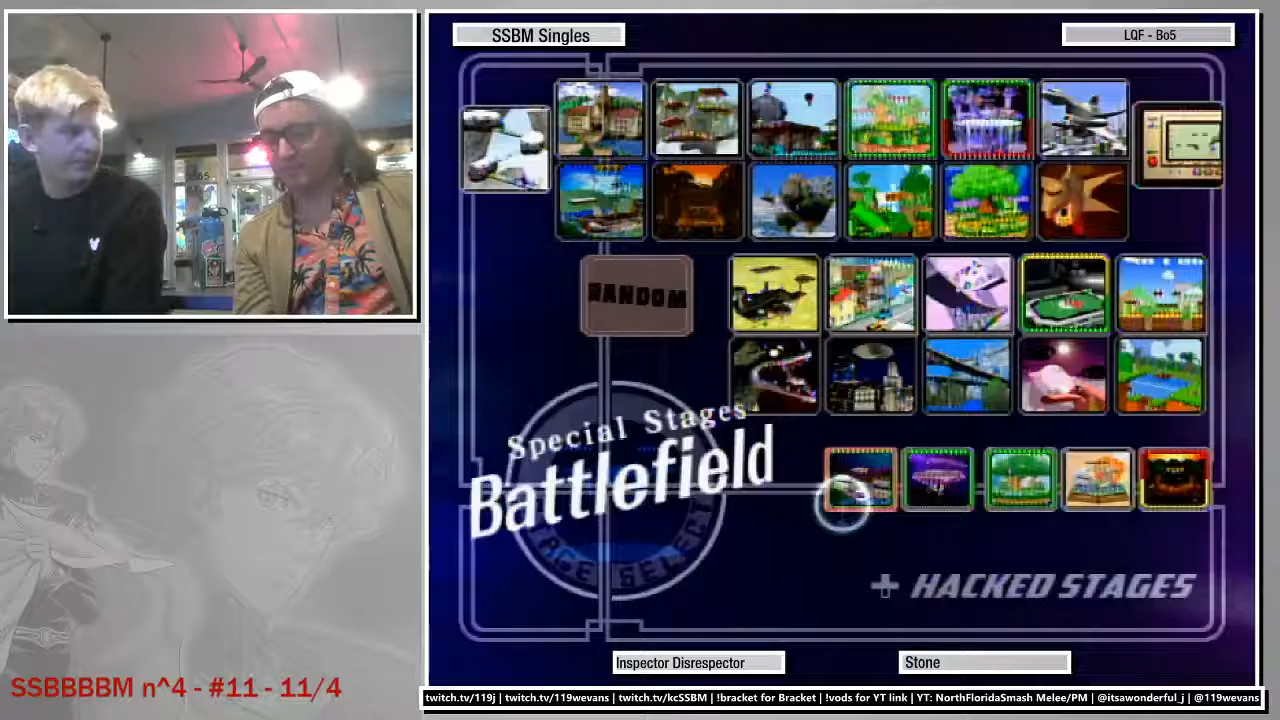 SSBM Singles
LQF - Bo5
RANDOM
Special Stages
Battlefield
+ HACKED STAGES
Inspector Disrespector
Stone
SSBBBBM n^4 - #11 - 11/4
twitch.tv/119j | twitch.tv/119wevans | twitch.tv/kcSSBM | !bracket for Bracket | !vods for YT link | YT: NorthFloridaSmash Melee/PM | @itsawonderful_j | @119wevans